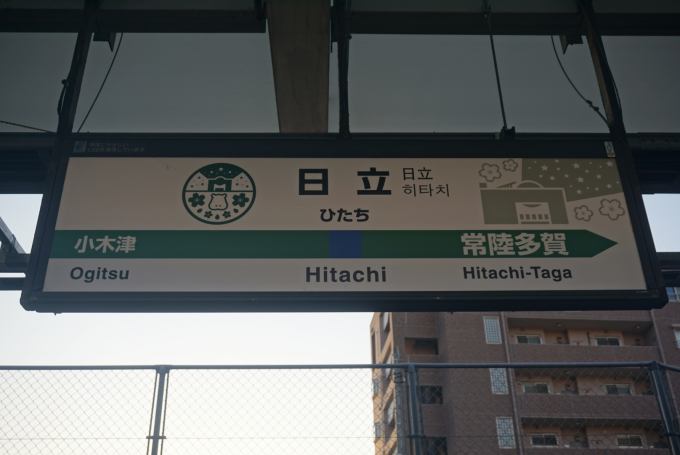 日立
日立
히타치
ひたち
小木津
常陸多賀
Ogitsu
Hitachi
Hitachi-Taga